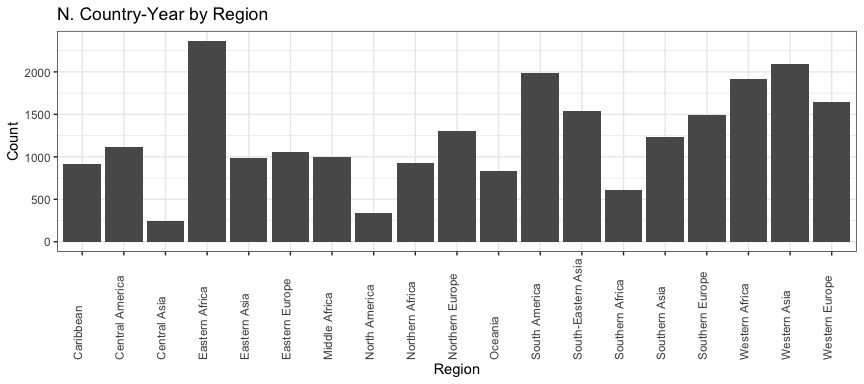 N. Country-Year by Region
Count
2000
1500
1000
500
0
Caribbean
Central America
Central Asia
Eastern Africa
Eastern Asia
Eastern Europe
Middle Africa
North America
Northern Africa
Northern Europe
Oceania
South America
South-Eastern Asia
Southern Africa
Southern Asia
Southern Europe
Western Africa
Western Asia
Western Europe
Region